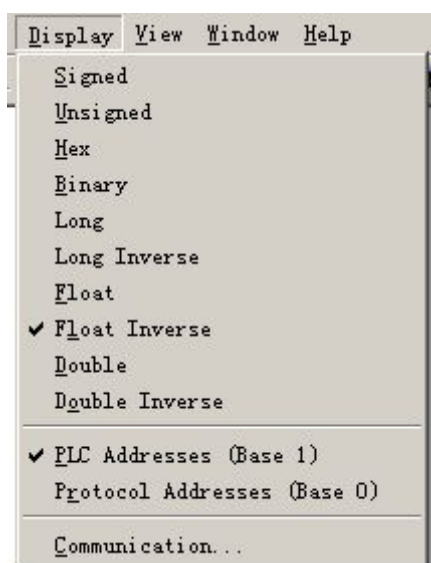 Display View Window Help
Signed
Unsigned
Hex
Binary
Long
Long Inverse
Float
Float Inverse
Double
Double Inverse
PLC Addresses (Base 1)
Protocol Addresses (Base 0)
Communication...